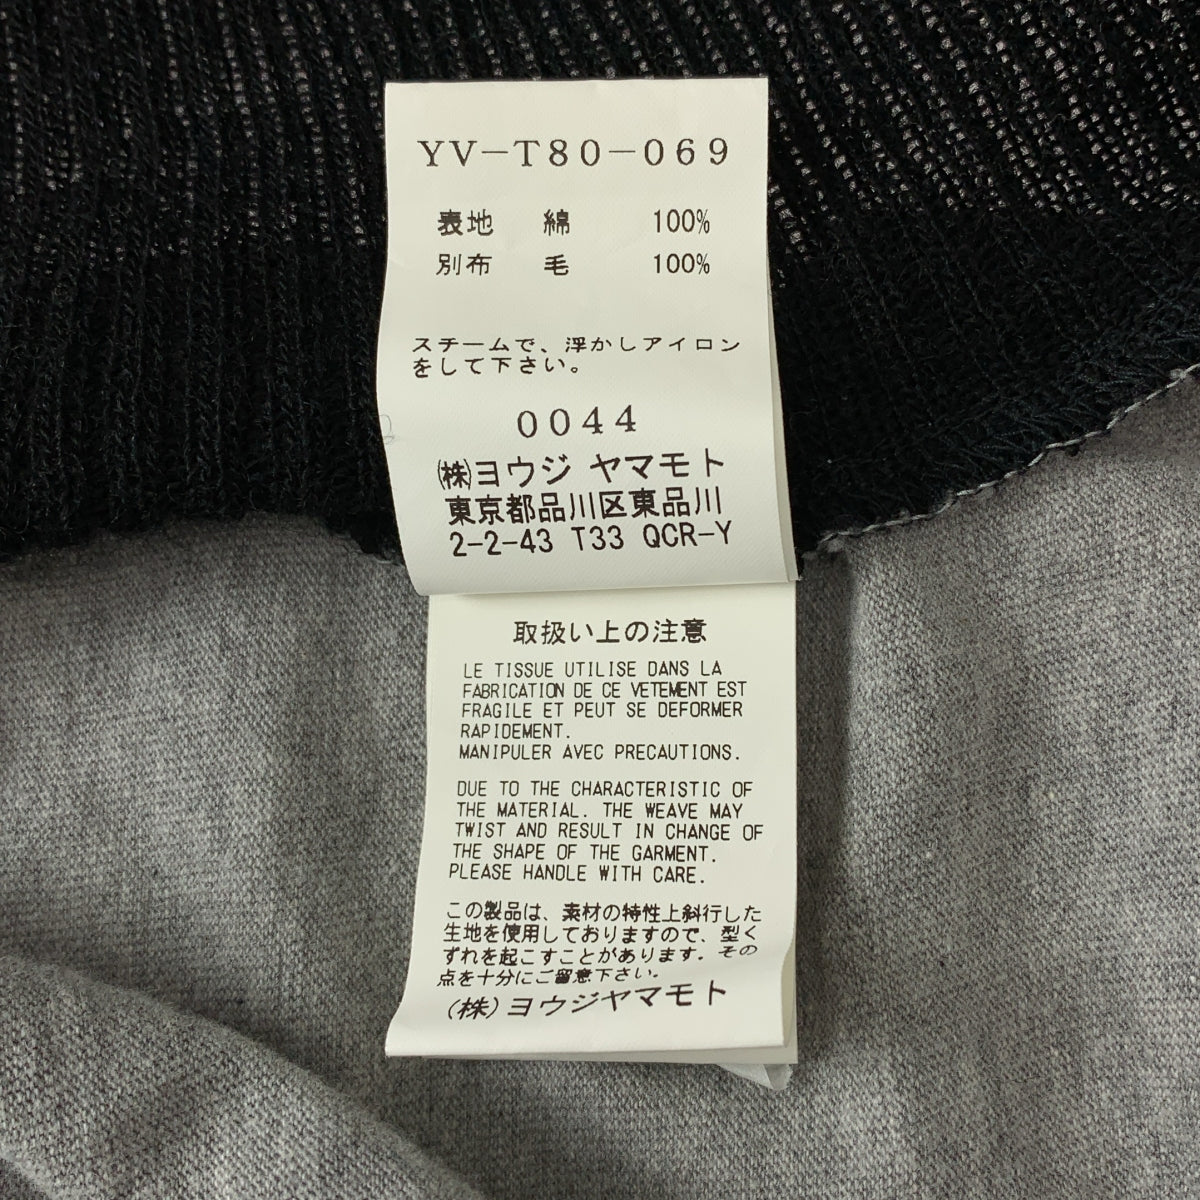 YV-T80-069
表地 綿 100%
別布 毛 100%
スチームで、浮かしアイロン
をして下さい。
0044
㈱ヨウジ ヤマモト
東京都品川区東品川
2-2-43 T33 QCR-Y
取扱い上の注意
LE TISSUE UTILISE DANS LA
FABRICATION DE CE VETEMENT EST
FRAGILE ET PEUT SE DEFORMER
RAPIDEMENT.
MANIPULER AVEC PRECAUTIONS.
DUE TO THE CHARACTERISTIC OF
THE MATERIAL. THE WEAVE MAY
TWIST AND RESULT IN CHANGE OF
THE SHAPE OF THE GARMENT.
PLEASE HANDLE WITH CARE.
この製品は、素材の特性上斜行した
生地を使用しておりますので、型く
ずれを起こすことがあります。その
点を十分にご留意下さい。
(株)ヨウジヤマモト